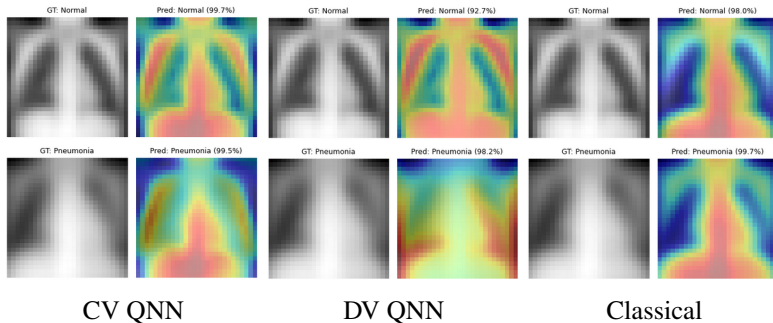 GT: Normal Pred: Normal (99.7%) GT: Normal Pred: Normal (92.7%) GT: Normal Pred: Normal (98.0%)
GT: Pneumonia Pred: Pneumonia (99.5%) GT: Pneumonia Pred: Pneumonia (98.2%) GT: Pneumonia Pred: Pneumonia (99.7%)
CV QNN DV QNN Classical